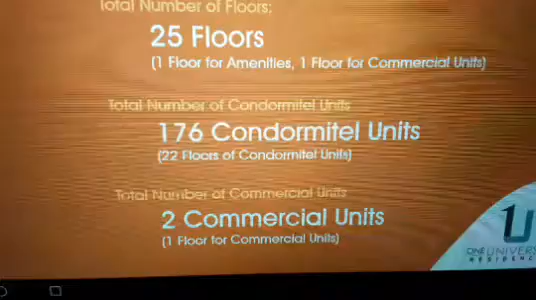 Total Number of Floors:
25 Floors
(1 Floor for Amenities, 1 Floor for Commercial Units)
Total Number of Condormitel Units
176 Condormitel Units
(22 Floors of Condormitel Units)
Total Number of Commercial Units
2 Commercial Units
(1 Floor for Commercial Units)
1U
ONE UNIVERS
RESIDENC